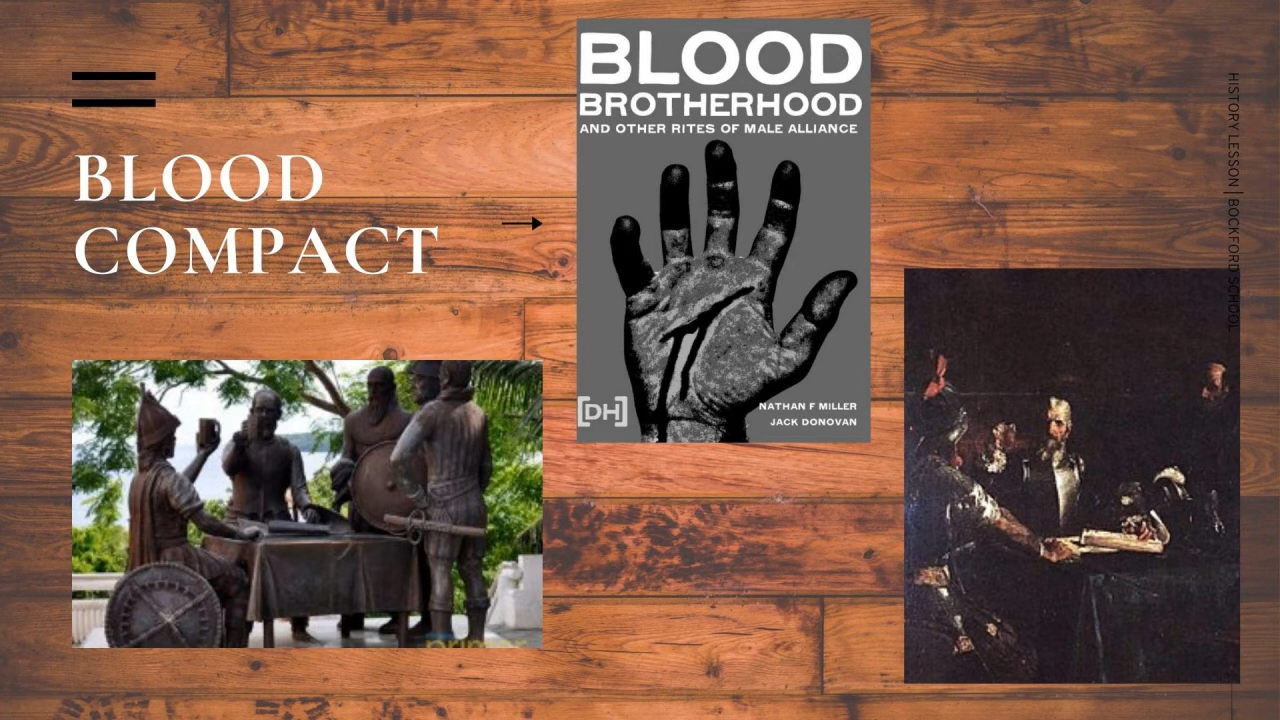 BLOOD
COMPACT
BLOOD
BROTHERHOOD
AND OTHER RITES OF MALE ALLIANCE
[DH]
NATHAN F MILLER
JACK DONOVAN
HISTORY LESSON | BOCKFORD SCHOOL